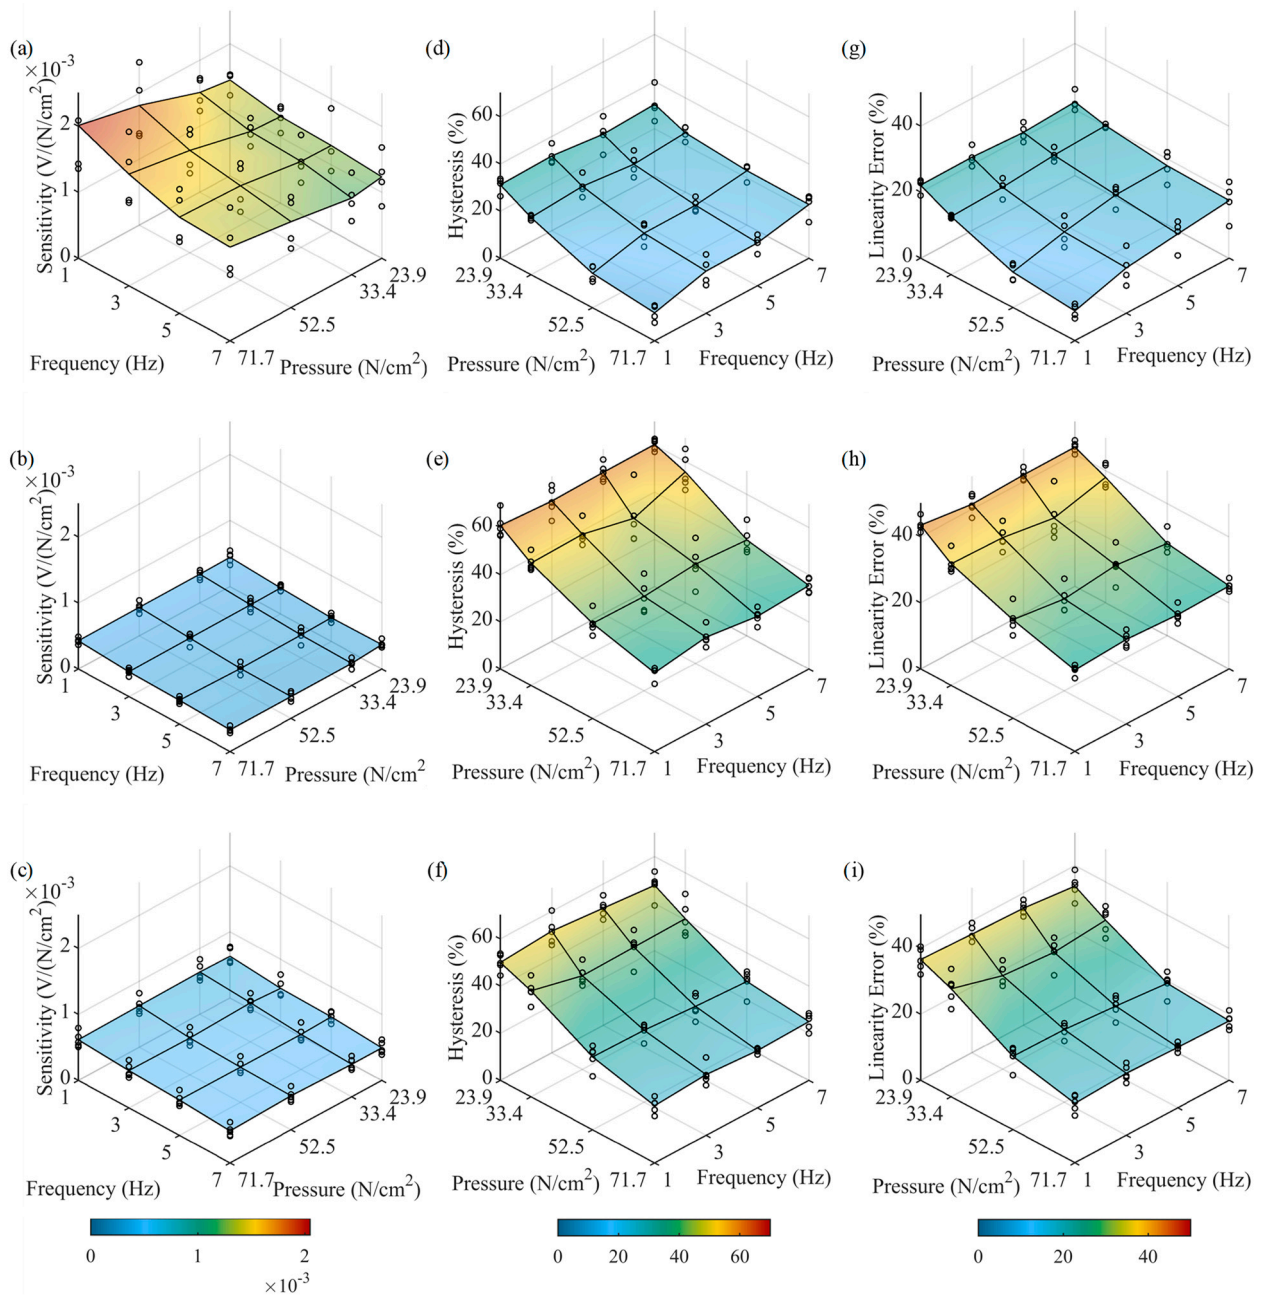 (a)
×10⁻³
Sensitivity (V/(N/cm²)
2
1
0
1
3
5
7
Frequency (Hz)
71.7
52.5
33.4
23.9
Pressure (N/cm²)
(d)
Hysteresis (%)
60
40
20
0
23.9
33.4
52.5
71.7
Pressure (N/cm²)
1
3
5
7
Frequency (Hz)
(g)
Linearity Error (%)
40
20
0
23.9
33.4
52.5
71.7
Pressure (N/cm²)
1
3
5
7
Frequency (Hz)
(b)
×10⁻³
Sensitivity (V/(N/cm²)
2
1
0
1
3
5
7
Frequency (Hz)
71.7
52.5
33.4
23.9
Pressure (N/cm²
(e)
Hysteresis (%)
60
40
20
0
23.9
33.4
52.5
71.7
Pressure (N/cm²)
1
3
5
7
Frequency (Hz)
(h)
Linearity Error (%)
40
20
0
23.9
33.4
52.5
71.7
Pressure (N/cm²)
1
3
5
7
Frequency (Hz)
(c)
×10⁻³
Sensitivity (V/(N/cm²)
2
1
0
1
3
5
7
Frequency (Hz)
71.7
52.5
33.4
23.9
Pressure (N/cm²)
(f)
Hysteresis (%)
60
40
20
0
23.9
33.4
52.5
71.7
Pressure (N/cm²)
1
3
5
7
Frequency (Hz)
(i)
Linearity Error (%)
40
20
0
23.9
33.4
52.5
71.7
Pressure (N/cm²)
1
3
5
7
Frequency (Hz)
0 1 2
×10⁻³
0 20 40 60
0 20 40